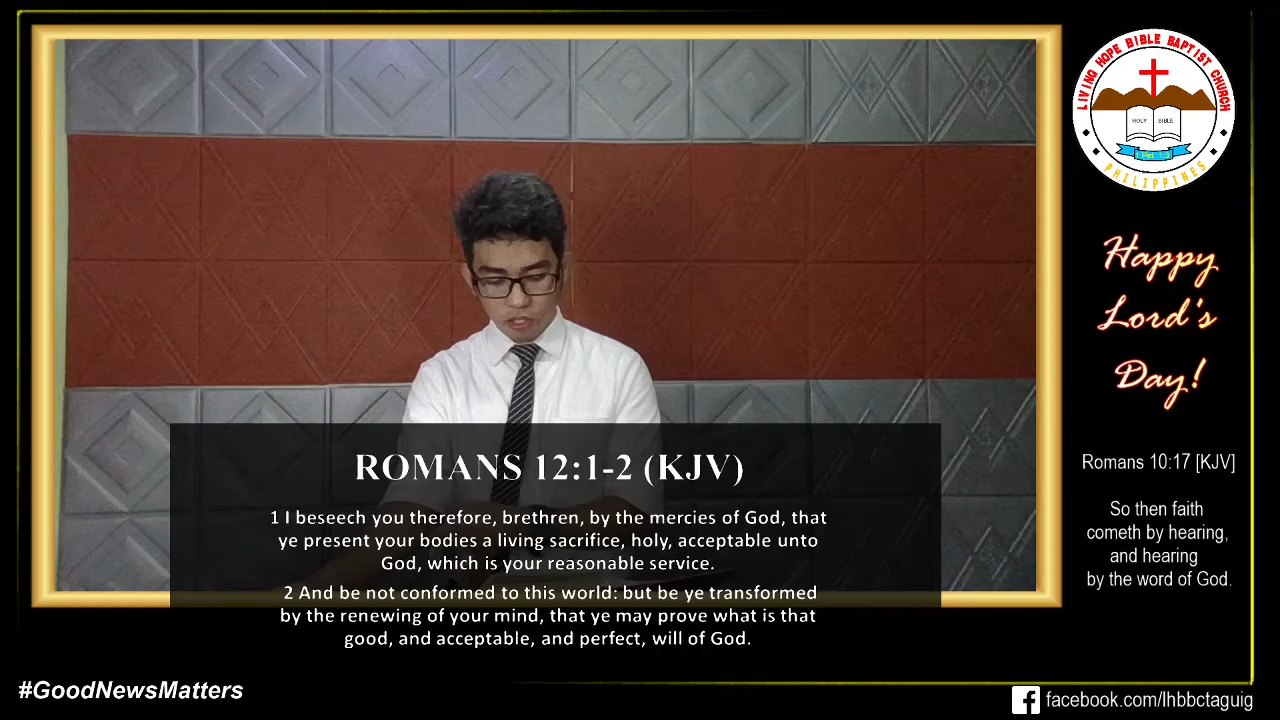 LIVING HOPE BIBLE BAPTIST CHURCH
HOLY BIBLE
1 Pet. 1:3
PHILIPPINES
Happy
Lord's
Day!
Romans 10:17 [KJV]
So then faith
cometh by hearing,
and hearing
by the word of God.
ROMANS 12:1-2 (KJV)
1 I beseech you therefore, brethren, by the mercies of God, that
ye present your bodies a living sacrifice, holy, acceptable unto
God, which is your reasonable service.
2 And be not conformed to this world: but be ye transformed
by the renewing of your mind, that ye may prove what is that
good, and acceptable, and perfect, will of God.
#GoodNewsMatters
facebook.com/lhbbctaguig